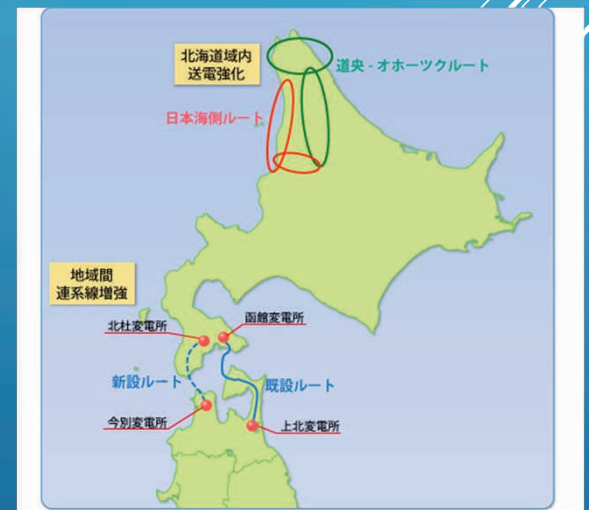 北海道域内
送電強化
道央 - オホーツクルート
日本海側ルート
地域間
連系線増強
北杜変電所
函館変電所
新設ルート
既設ルート
今別変電所
上北変電所